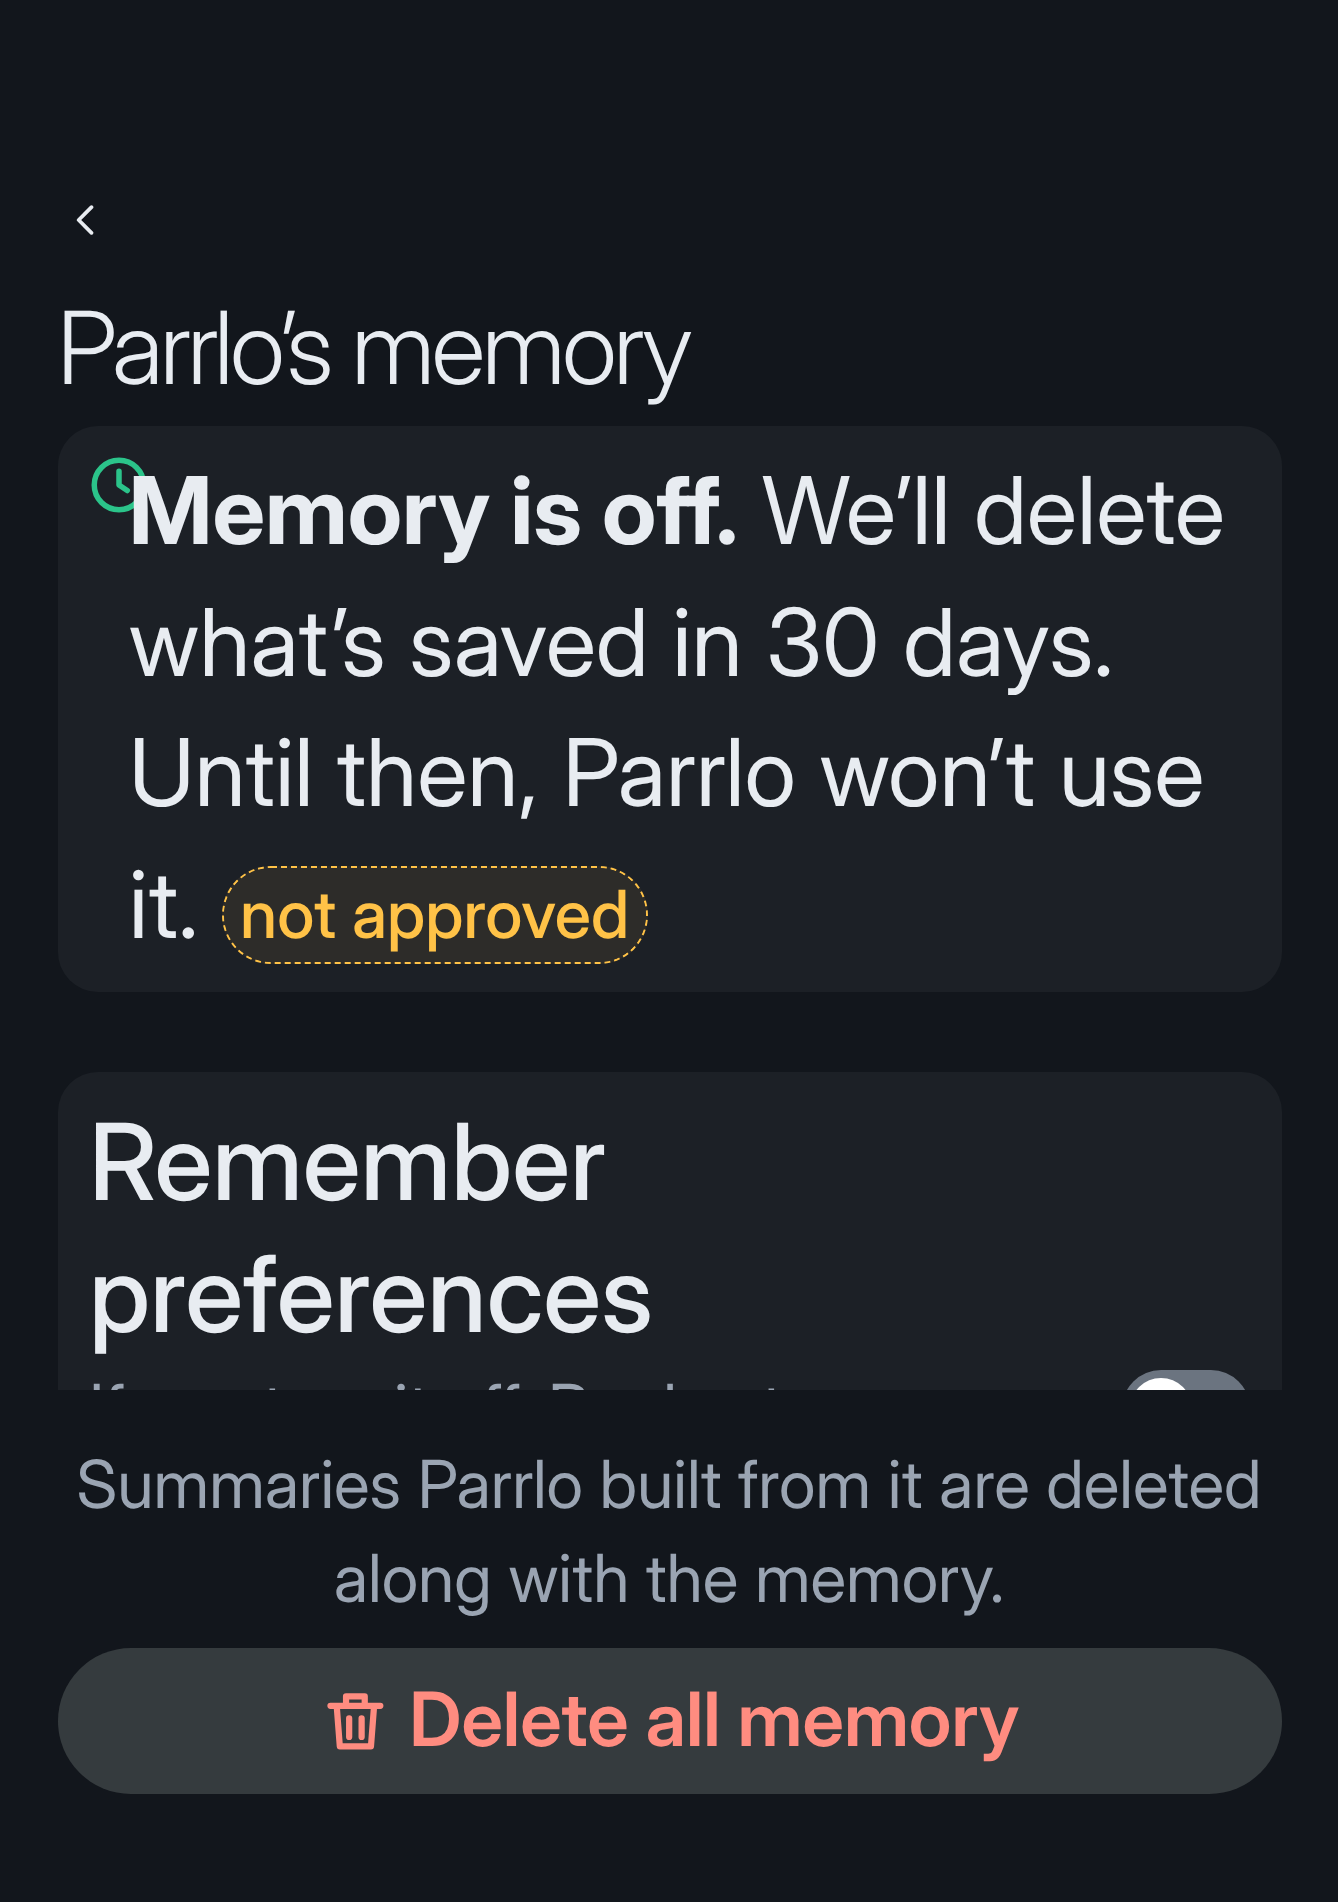 Parrlo’s memory
Memory is off. We’ll delete
what’s saved in 30 days.
Until then, Parrlo won’t use
it. not approved
Remember
preferences
Summaries Parrlo built from it are deleted
along with the memory.
Delete all memory